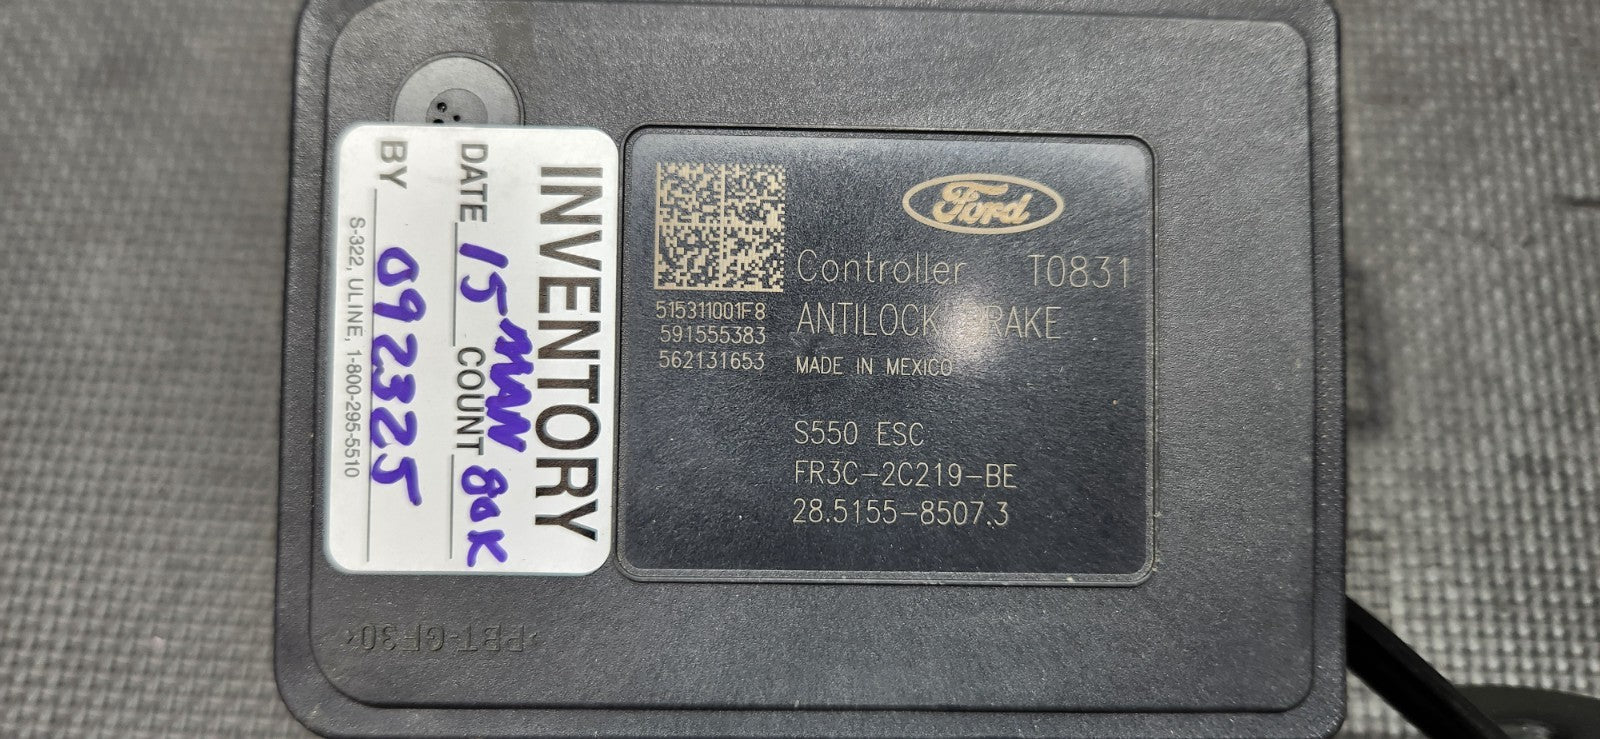 INVENTORY
DATE 15 MAN COUNT 80K
BY 092325
S-322, ULINE, 1-800-295-5510
Ford
Controller T0831
ANTILOCK BRAKE
MADE IN MEXICO
515311001F8
591555383
562131653
S550 ESC
FR3C-2C219-BE
28.5155-8507.3
>PBT-GF30<